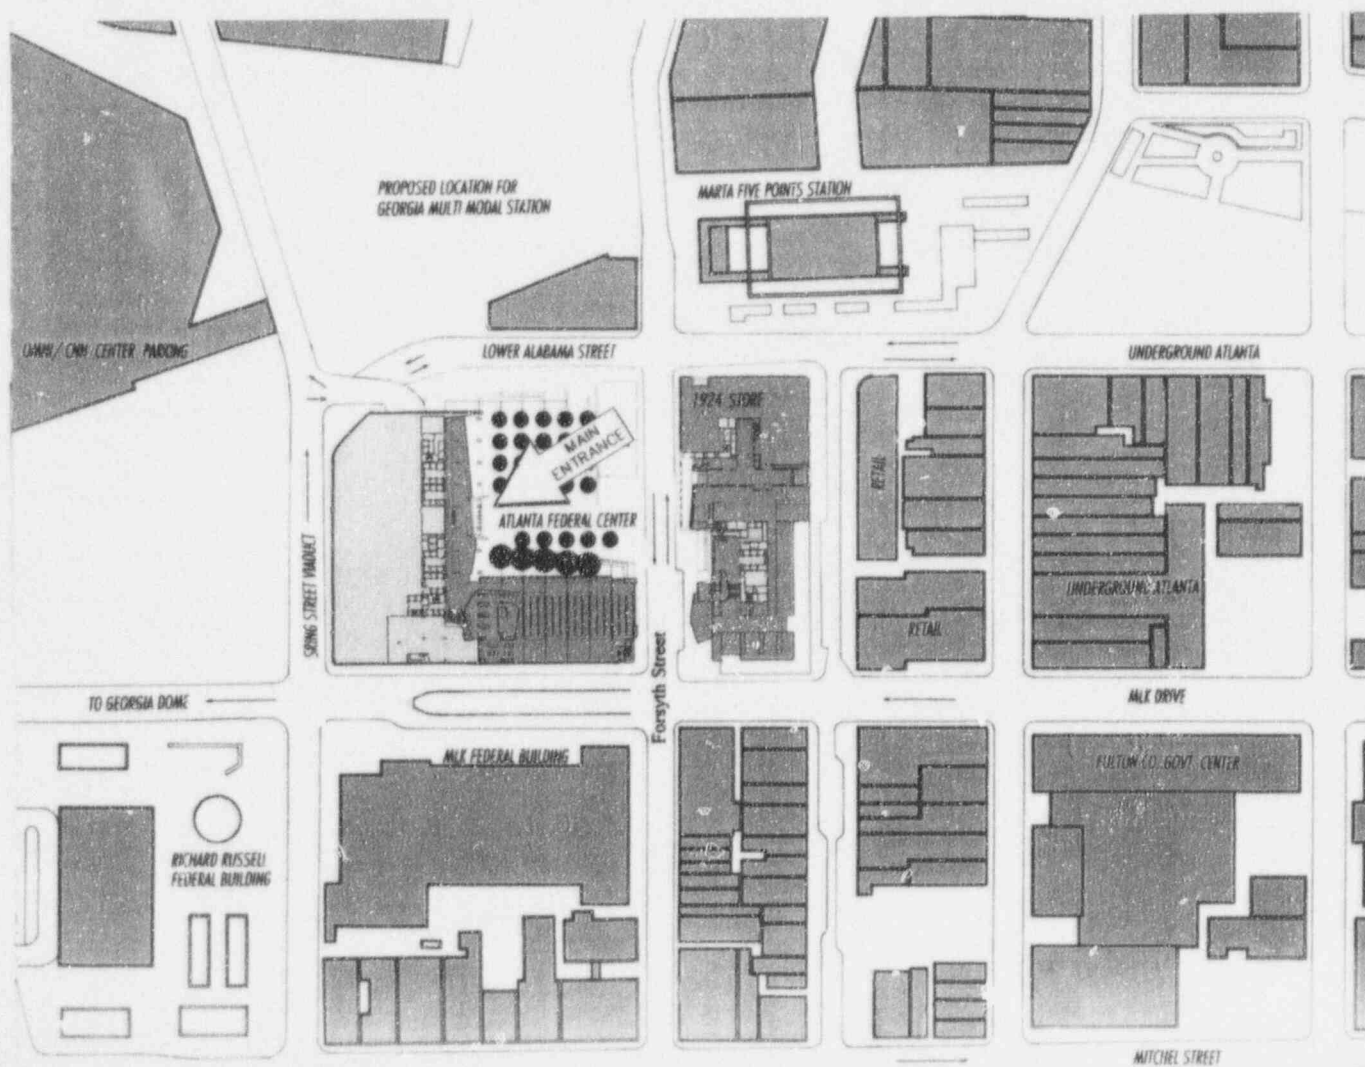 PROPOSED LOCATION FOR
GEORGIA MULTI MODAL STATION
MARTA FIVE POINTS STATION
OMNI/CNN CENTER PARKING
LOWER ALABAMA STREET
UNDERGROUND ATLANTA
1924 STORE
MAIN
ENTRANCE
RETAIL
ATLANTA FEDERAL CENTER
SRING STREET VIADUCT
UNDERGROUND ATLANTA
RETAIL
Forsyth Street
TO GEORGIA DOME
MLK DRIVE
MLK FEDERAL BUILDING
FULTON CO. GOVT. CENTER
RICHARD RUSSELL
FEDERAL BUILDING
MITCHEL STREET